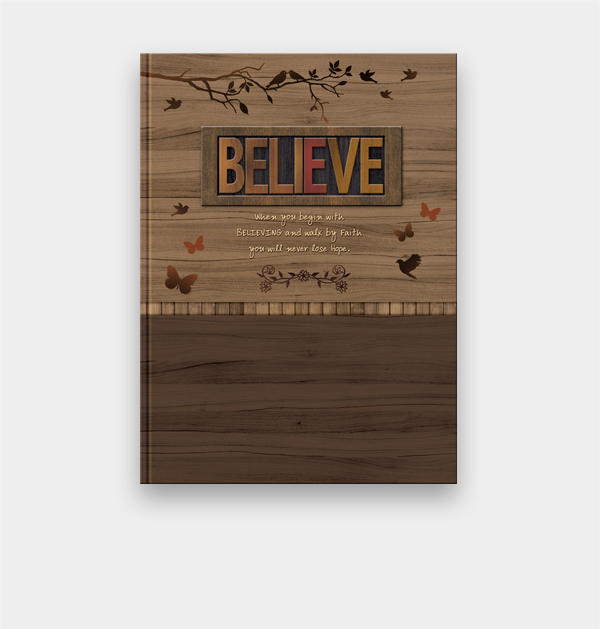 BELIEVE
When you begin with
BELIEVING and walk by Faith
you will never lose Hope.